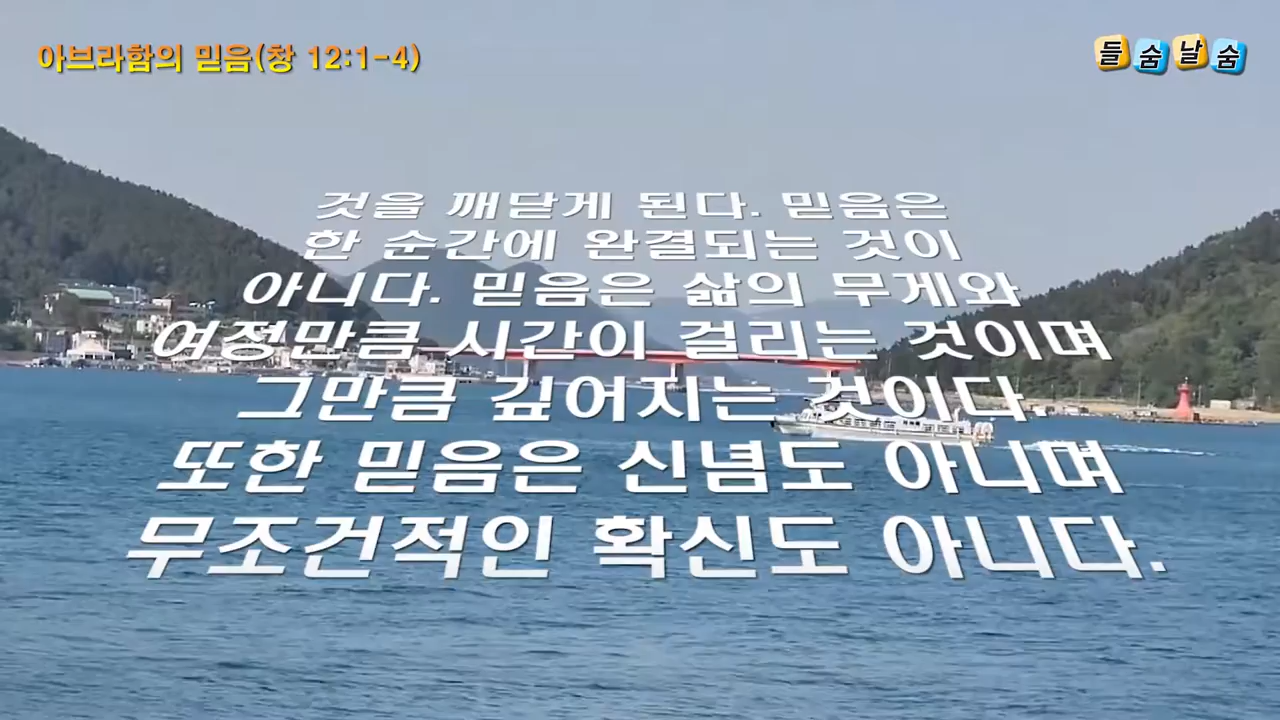 아브라함의 믿음(창 12:1-4)
들숨날숨
것을 깨닫게 된다. 믿음은
한 순간에 완결되는 것이
아니다. 믿음은 삶의 무게와
여정만큼 시간이 걸리는 것이며
그만큼 깊어지는 것이다.
또한 믿음은 신념도 아니며
무조건적인 확신도 아니다.